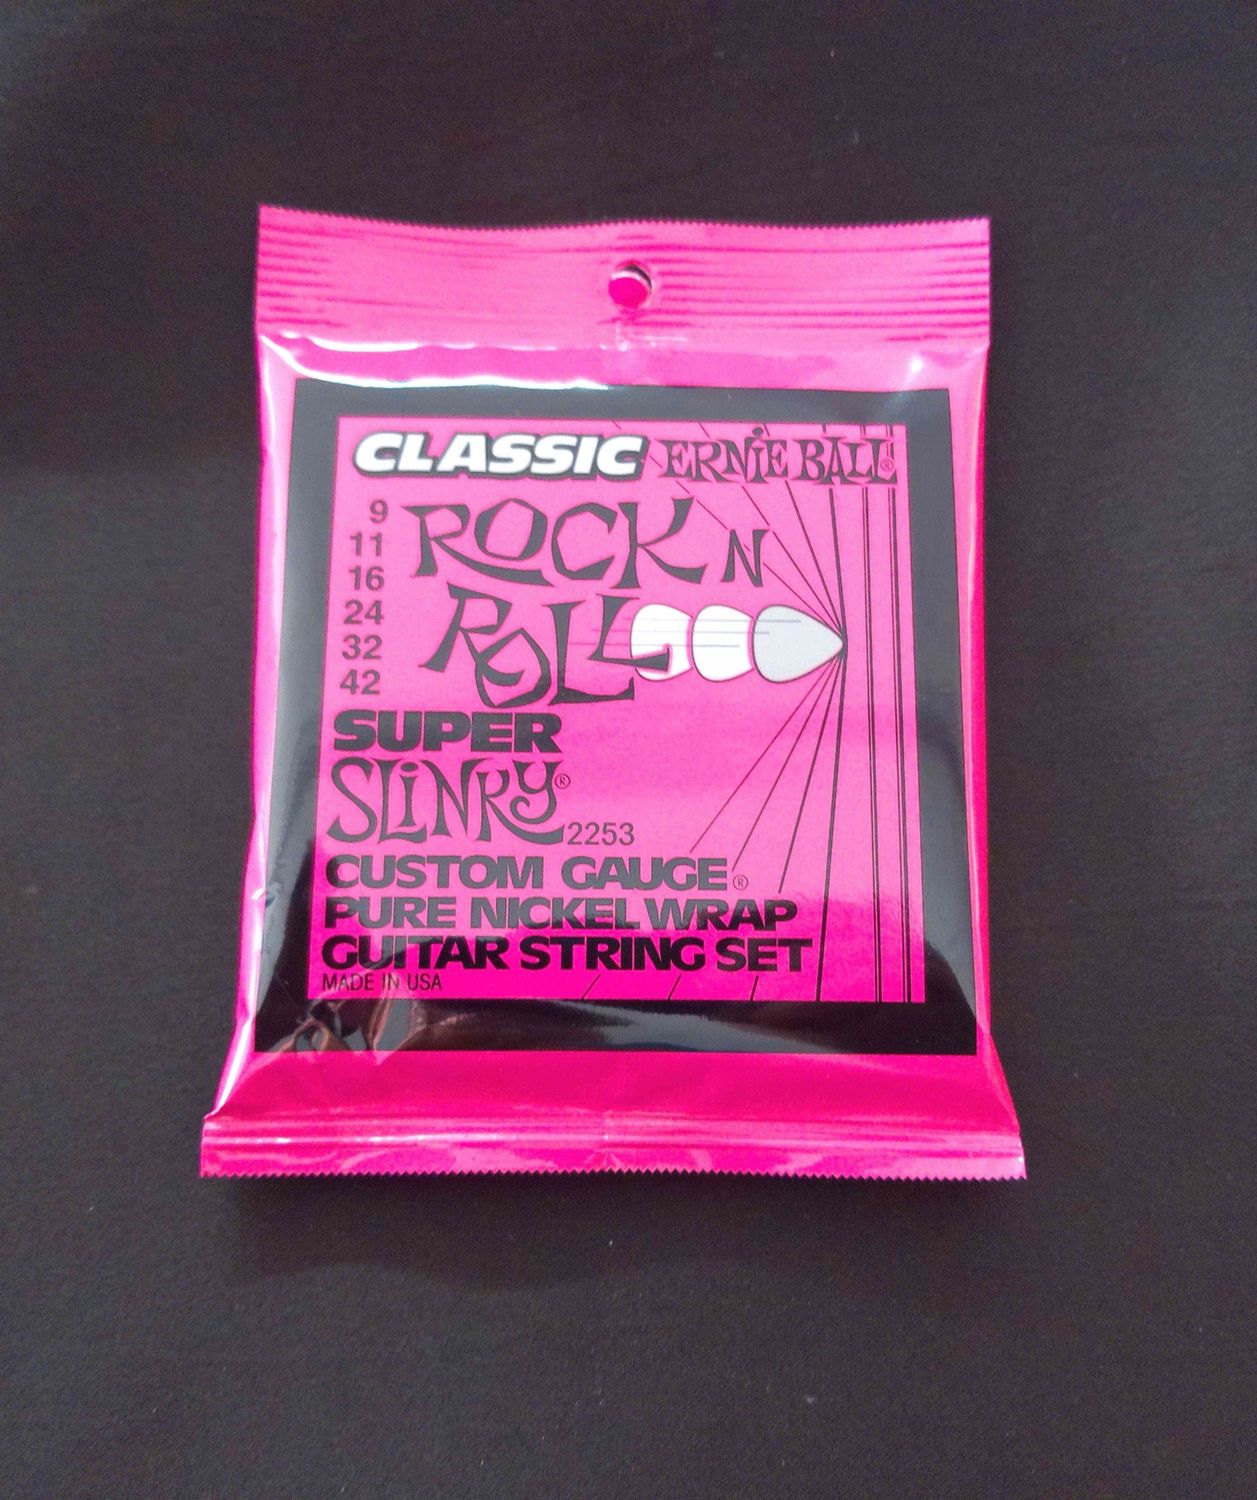 CLASSIC ERNIE BALL®
9
11
16
24
32
42
ROCK N
ROLL
SUPER
SLINKY® 2253
CUSTOM GAUGE®
PURE NICKEL WRAP
GUITAR STRING SET
MADE IN USA